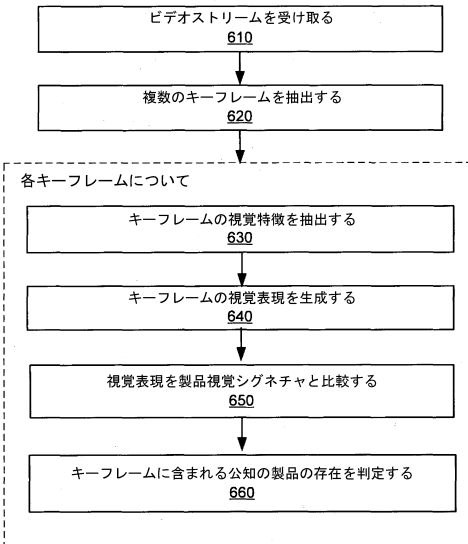 ビデオストリームを受け取る
610
複数のキーフレームを抽出する
620
各キーフレームについて
キーフレームの視覚特徴を抽出する
630
キーフレームの視覚表現を生成する
640
視覚表現を製品視覚シグネチャと比較する
650
キーフレームに含まれる公知の製品の存在を判定する
660